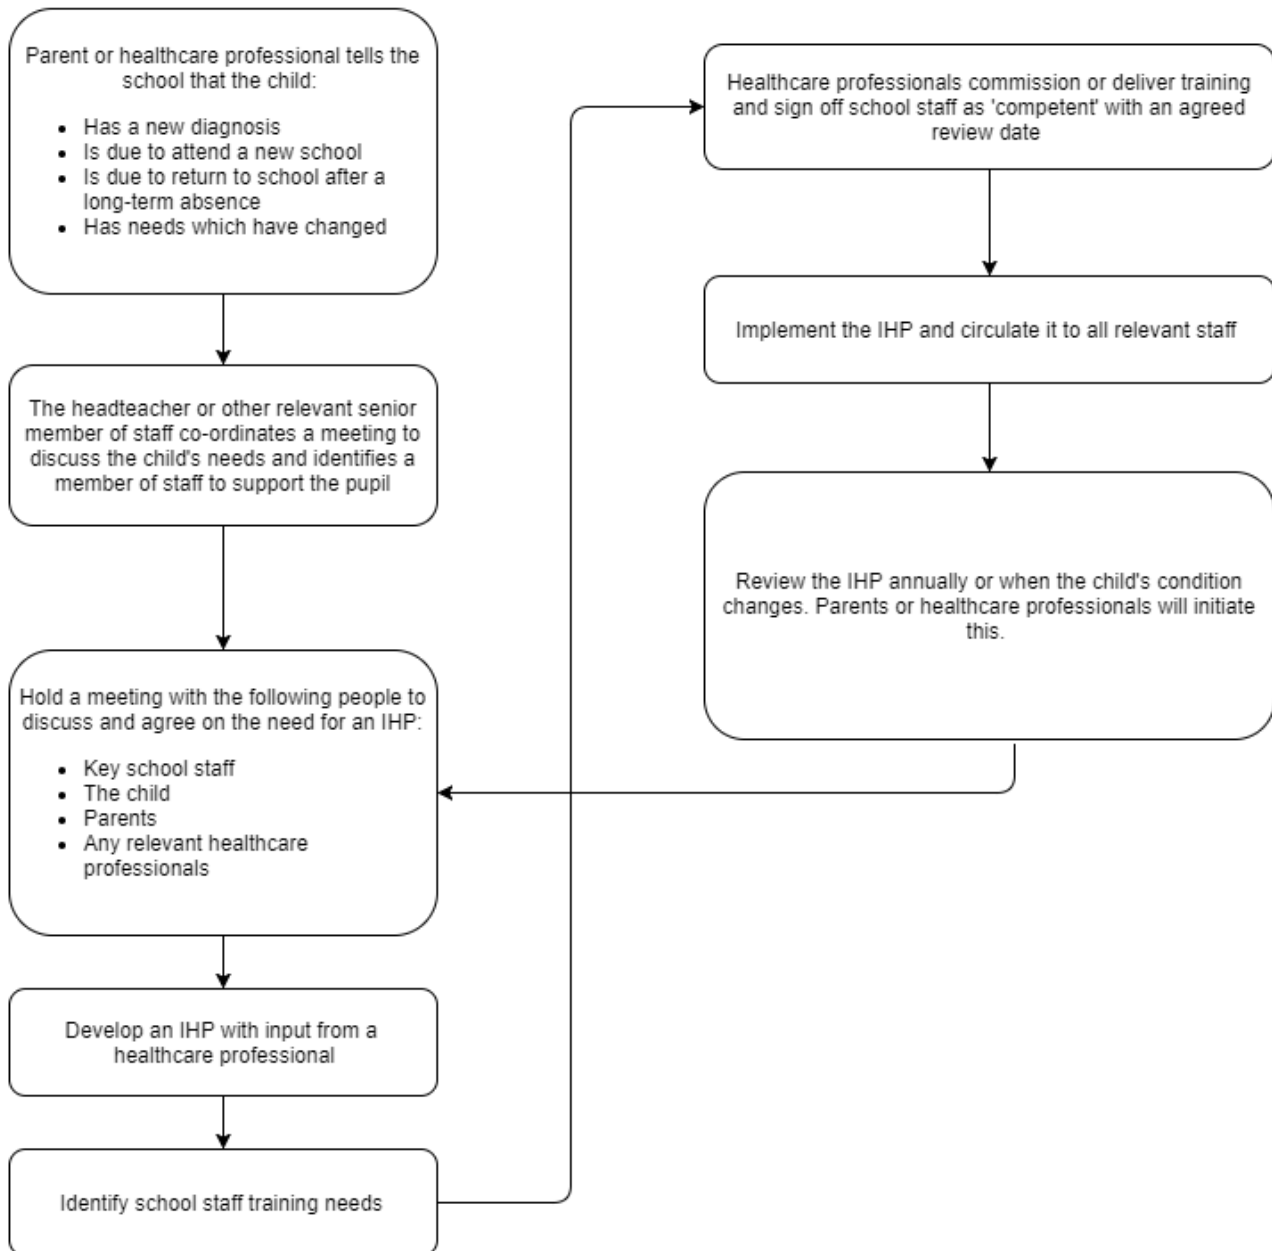 Parent or healthcare professional tells the
school that the child:
• Has a new diagnosis
• Is due to attend a new school
• Is due to return to school after a
long-term absence
• Has needs which have changed
The headteacher or other relevant senior
member of staff co-ordinates a meeting to
discuss the child's needs and identifies a
member of staff to support the pupil
Hold a meeting with the following people to
discuss and agree on the need for an IHP:
• Key school staff
• The child
• Parents
• Any relevant healthcare
professionals
Develop an IHP with input from a
healthcare professional
Identify school staff training needs
Healthcare professionals commission or deliver training
and sign off school staff as 'competent' with an agreed
review date
Implement the IHP and circulate it to all relevant staff
Review the IHP annually or when the child's condition
changes. Parents or healthcare professionals will initiate
this.